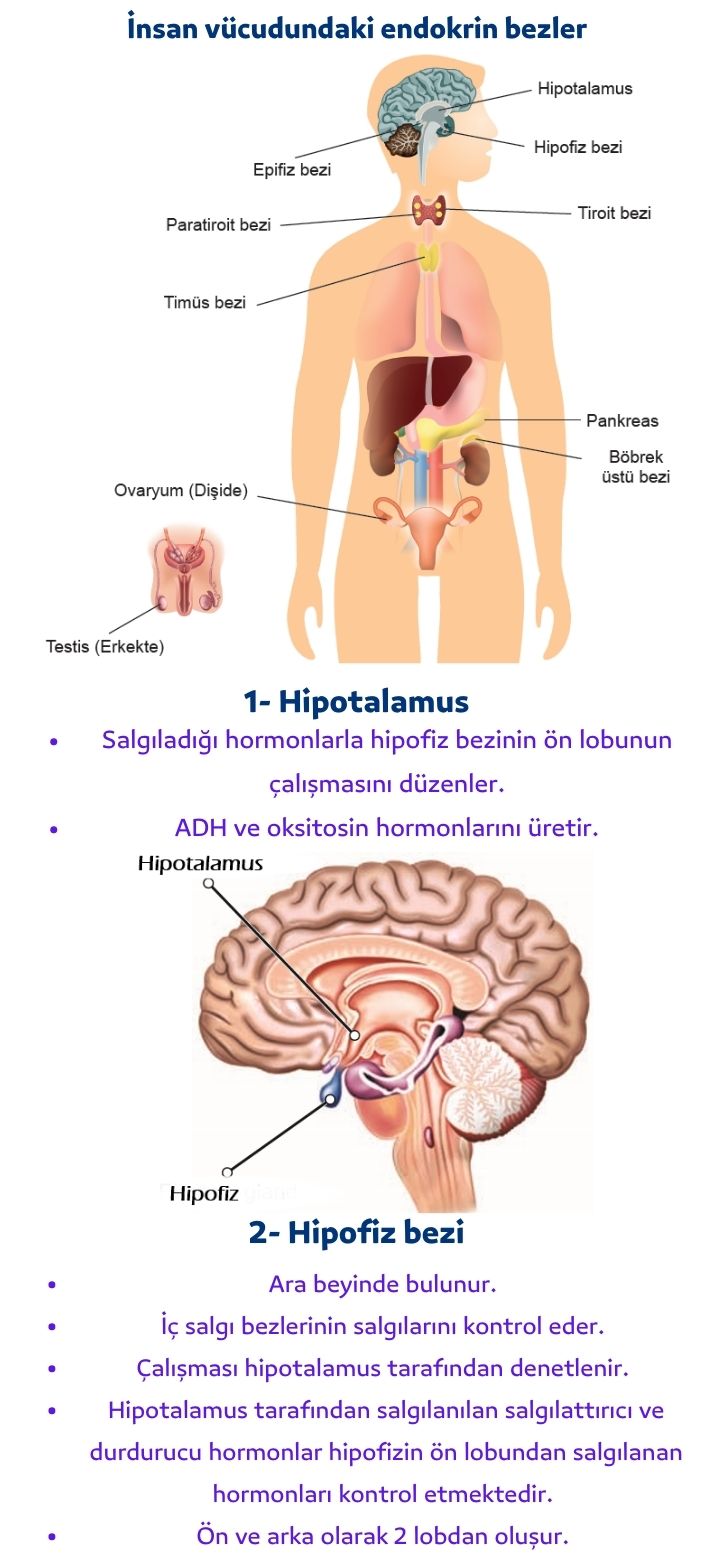 İnsan vücudundaki endokrin bezler
Hipotalamus
Hipofiz bezi
Epifiz bezi
Tiroit bezi
Paratiroit bezi
Timüs bezi
Pankreas
Böbrek
üstü bezi
Ovaryum (Dişide)
Testis (Erkekte)
1- Hipotalamus
• Salgıladığı hormonlarla hipofiz bezinin ön lobunun
çalışmasını düzenler.
• ADH ve oksitosin hormonlarını üretir.
Hipotalamus
Hipofiz
2- Hipofiz bezi
• Ara beyinde bulunur.
• İç salgı bezlerinin salgılarını kontrol eder.
• Çalışması hipotalamus tarafından denetlenir.
• Hipotalamus tarafından salgılanılan salgılattırıcı ve
durdurucu hormonlar hipofizin ön lobundan salgılanan
hormonları kontrol etmektedir.
• Ön ve arka olarak 2 lobdan oluşur.